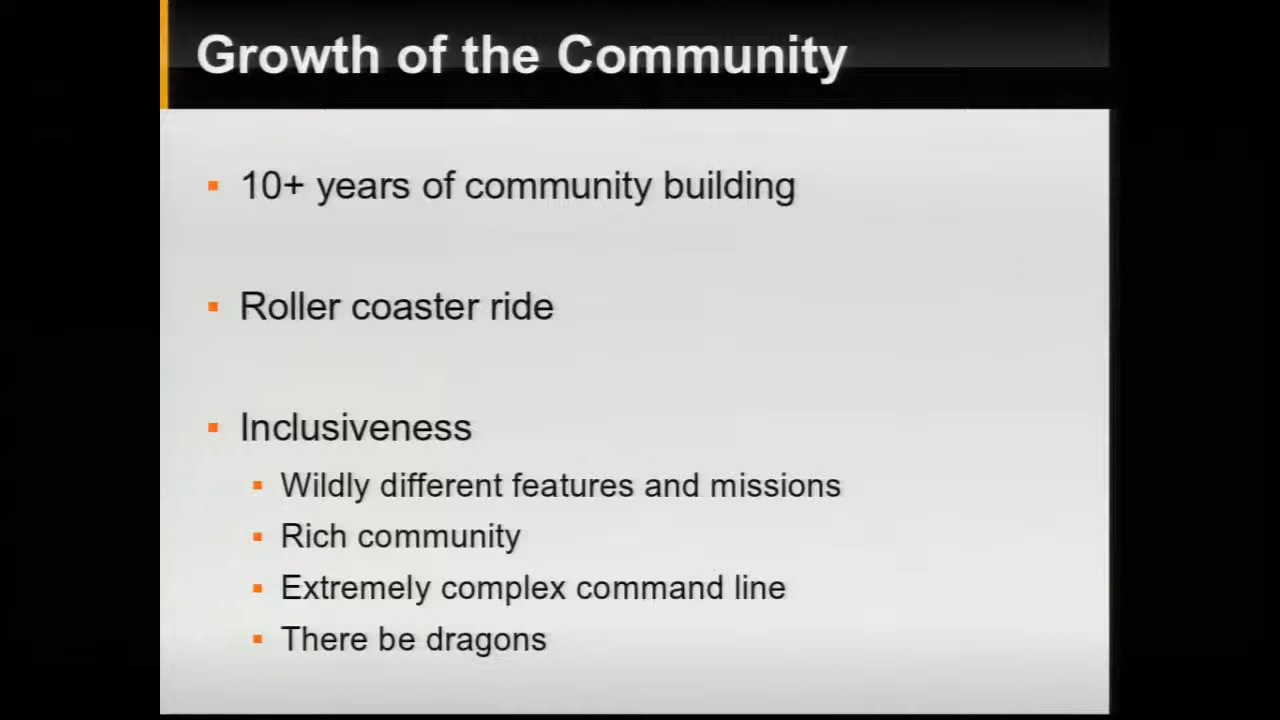 Growth of the Community
10+ years of community building
Roller coaster ride
Inclusiveness
Wildly different features and missions
Rich community
Extremely complex command line
There be dragons